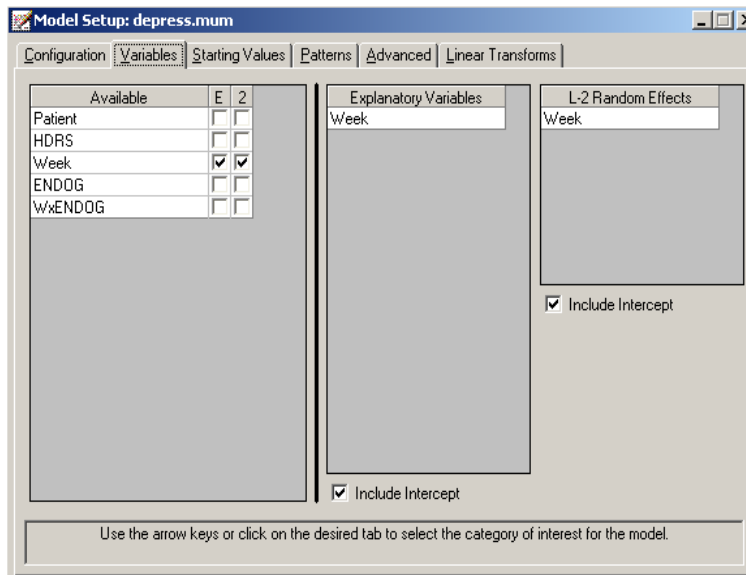 Model Setup: depress.mum
Configuration Variables Starting Values Patterns Advanced Linear Transforms
Available E 2
Patient
HDRS
Week
ENDOG
WxENDOG
Explanatory Variables
Week
Include Intercept
L-2 Random Effects
Week
Include Intercept
Use the arrow keys or click on the desired tab to select the category of interest for the model.